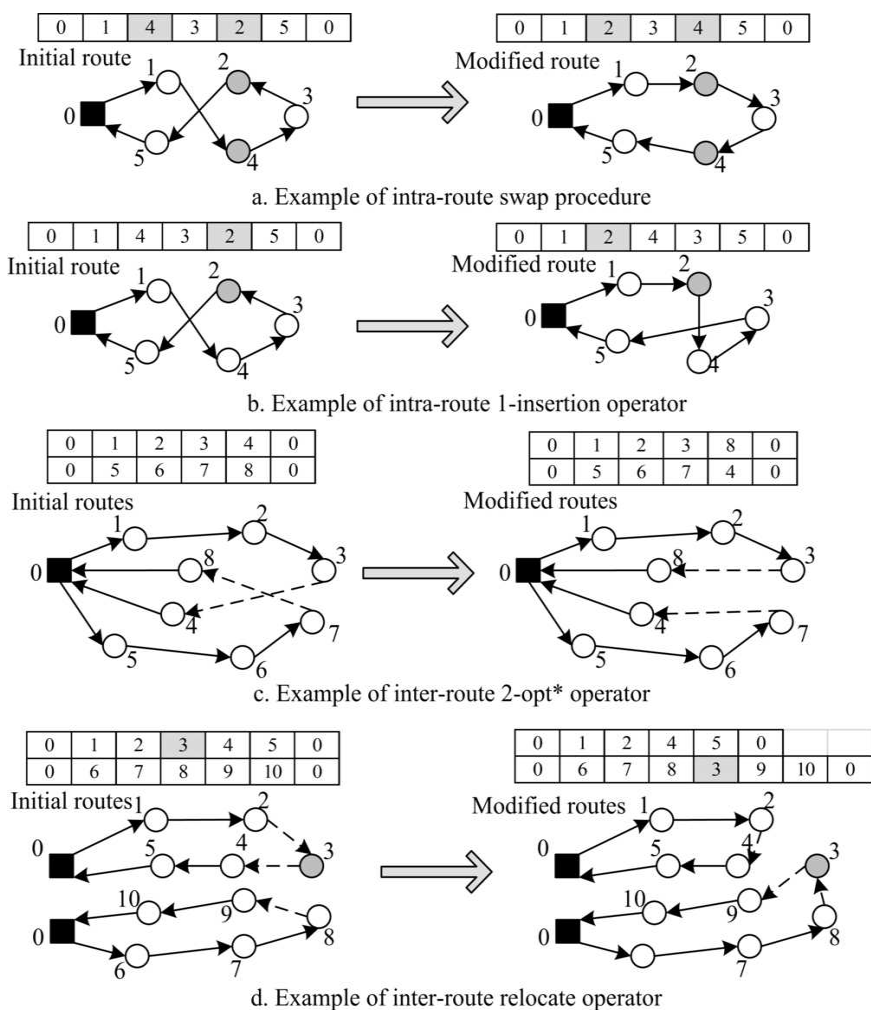 0 1 4 3 2 5 0
0 1 2 3 4 5 0
Initial route
Modified route
1 2 3 0 5 4
1 2 3 0 5 4
a. Example of intra-route swap procedure
0 1 4 3 2 5 0
0 1 2 4 3 5 0
Initial route
Modified route
1 2 3 0 5 4
1 2 3 0 5 4
b. Example of intra-route 1-insertion operator
0 1 2 3 4 0
0 5 6 7 8 0
0 1 2 3 8 0
0 5 6 7 4 0
Initial routes
Modified routes
1 2 3 8 0 4 7 5 6
1 2 3 8 0 4 7 5 6
c. Example of inter-route 2-opt* operator
0 1 2 3 4 5 0
0 6 7 8 9 10 0
0 1 2 4 5 0
0 6 7 8 3 9 10 0
Initial routes
Modified routes
1 2 0 5 4 3 10 9 0 8 6 7
1 2 0 5 4 3 10 9 0 8 7
d. Example of inter-route relocate operator